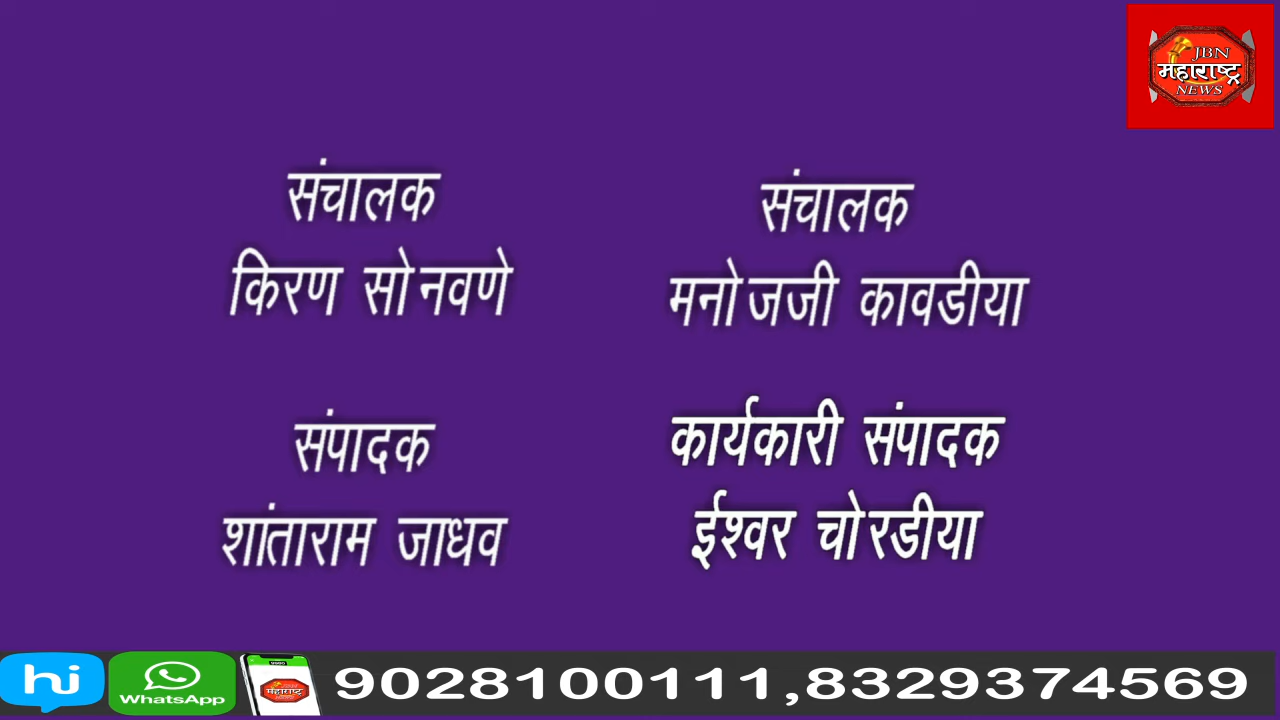 JBN
महाराष्ट्र
NEWS
संचालक
किरण सोनवणे
संचालक
मनोजजी कावडीया
संपादक
शांताराम जाधव
कार्यकारी संपादक
ईश्वर चोरडीया
hi
WhatsApp
महाराष्ट्र
9028100111,8329374569